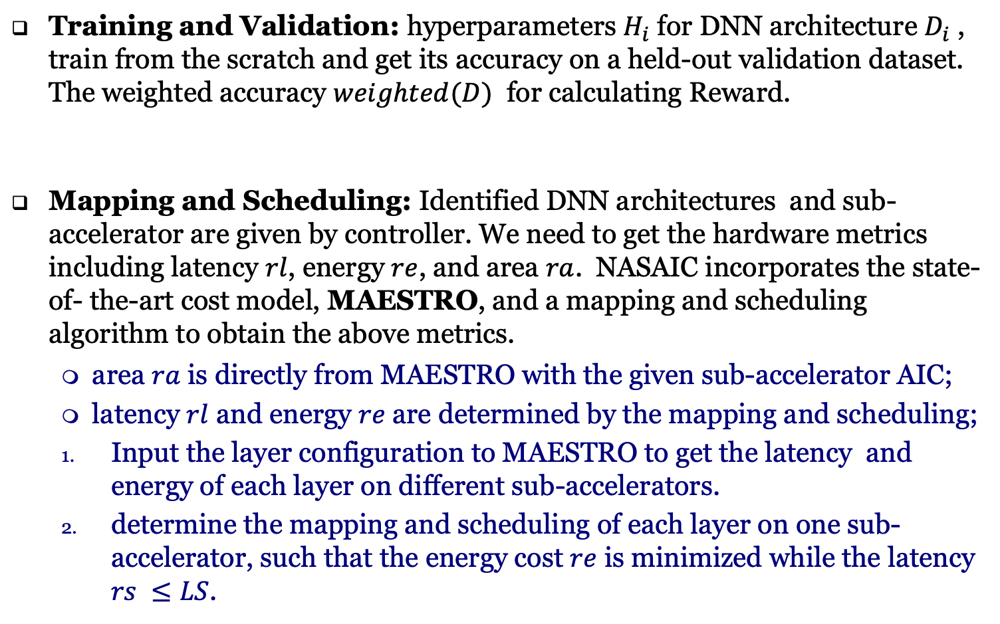 ❑ Training and Validation: hyperparameters H_i for DNN architecture D_i ,
train from the scratch and get its accuracy on a held-out validation dataset.
The weighted accuracy weighted(D) for calculating Reward.
❑ Mapping and Scheduling: Identified DNN architectures and sub-
accelerator are given by controller. We need to get the hardware metrics
including latency rl, energy re, and area ra. NASAIC incorporates the state-
of- the-art cost model, MAESTRO, and a mapping and scheduling
algorithm to obtain the above metrics.
○ area ra is directly from MAESTRO with the given sub-accelerator AIC;
○ latency rl and energy re are determined by the mapping and scheduling;
1. Input the layer configuration to MAESTRO to get the latency and
energy of each layer on different sub-accelerators.
2. determine the mapping and scheduling of each layer on one sub-
accelerator, such that the energy cost re is minimized while the latency
rs ≤ LS.